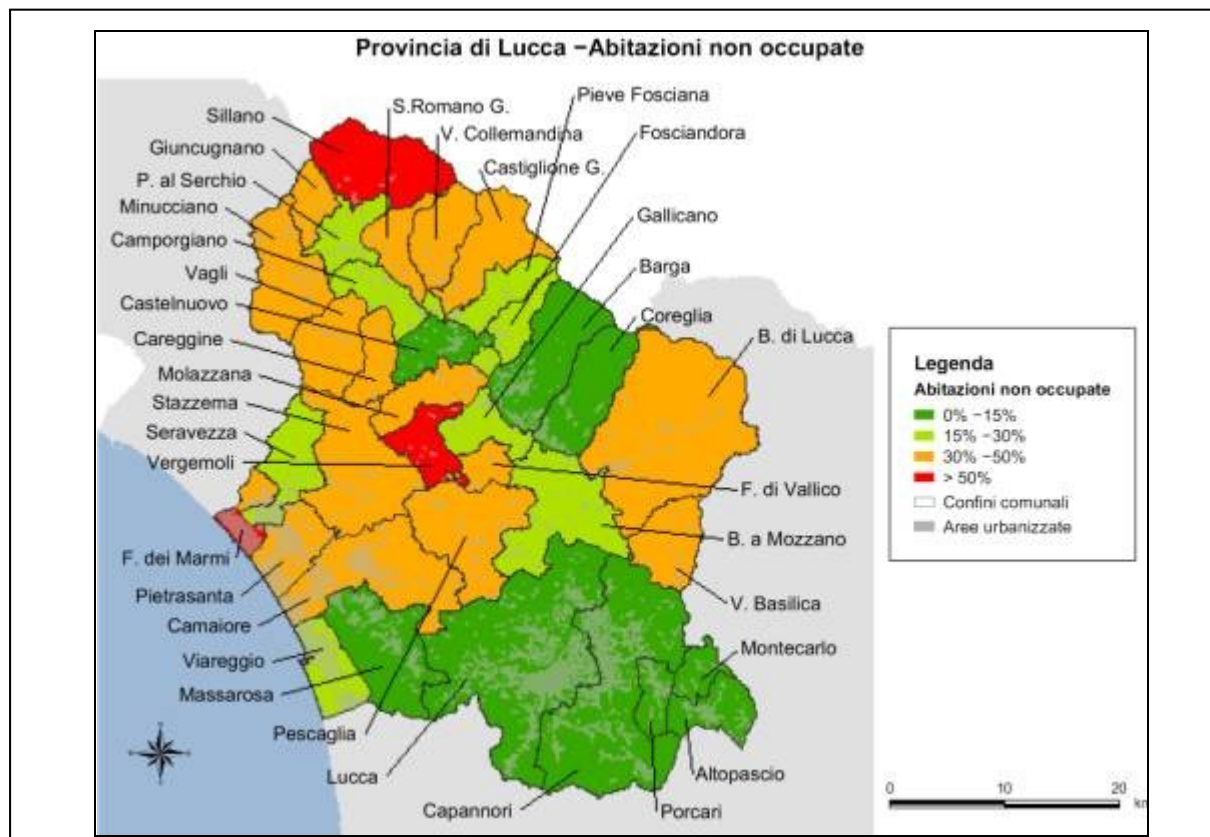 Provincia di Lucca −Abitazioni non occupate
Pieve Fosciana
S.Romano G.
Sillano
V. Collemandina
Fosciandora
Giuncugnano
Castiglione G.
P. al Serchio
Minucciano
Gallicano
Camporgiano
Barga
Vagli
Castelnuovo
Coreglia
Careggine
B. di Lucca
Molazzana
Stazzema
Seravezza
Vergemoli
F. di Vallico
B. a Mozzano
F. dei Marmi
Pietrasanta
V. Basilica
Camaiore
Montecarlo
Viareggio
Massarosa
Pescaglia
Lucca
Altopascio
Capannori
Porcari
Legenda
Abitazioni non occupate
0% −15%
15% −30%
30% −50%
> 50%
Confini comunali
Aree urbanizzate
0 10 20
km